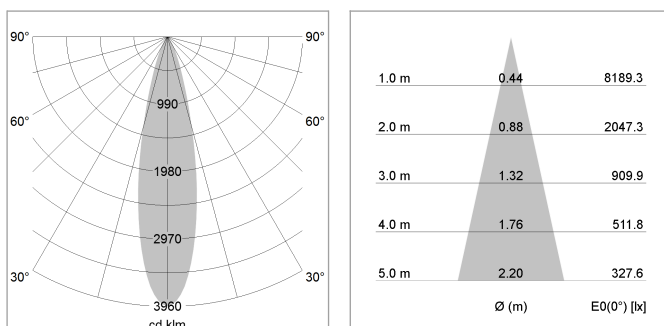 90° 90°
990
60° 60°
1980
2970
30° 30°
3960
cd klm
1.0 m 0.44 8189.3
2.0 m 0.88 2047.3
3.0 m 1.32 909.9
4.0 m 1.76 511.8
5.0 m 2.20 327.6
Ø (m) E0(0°) [lx]